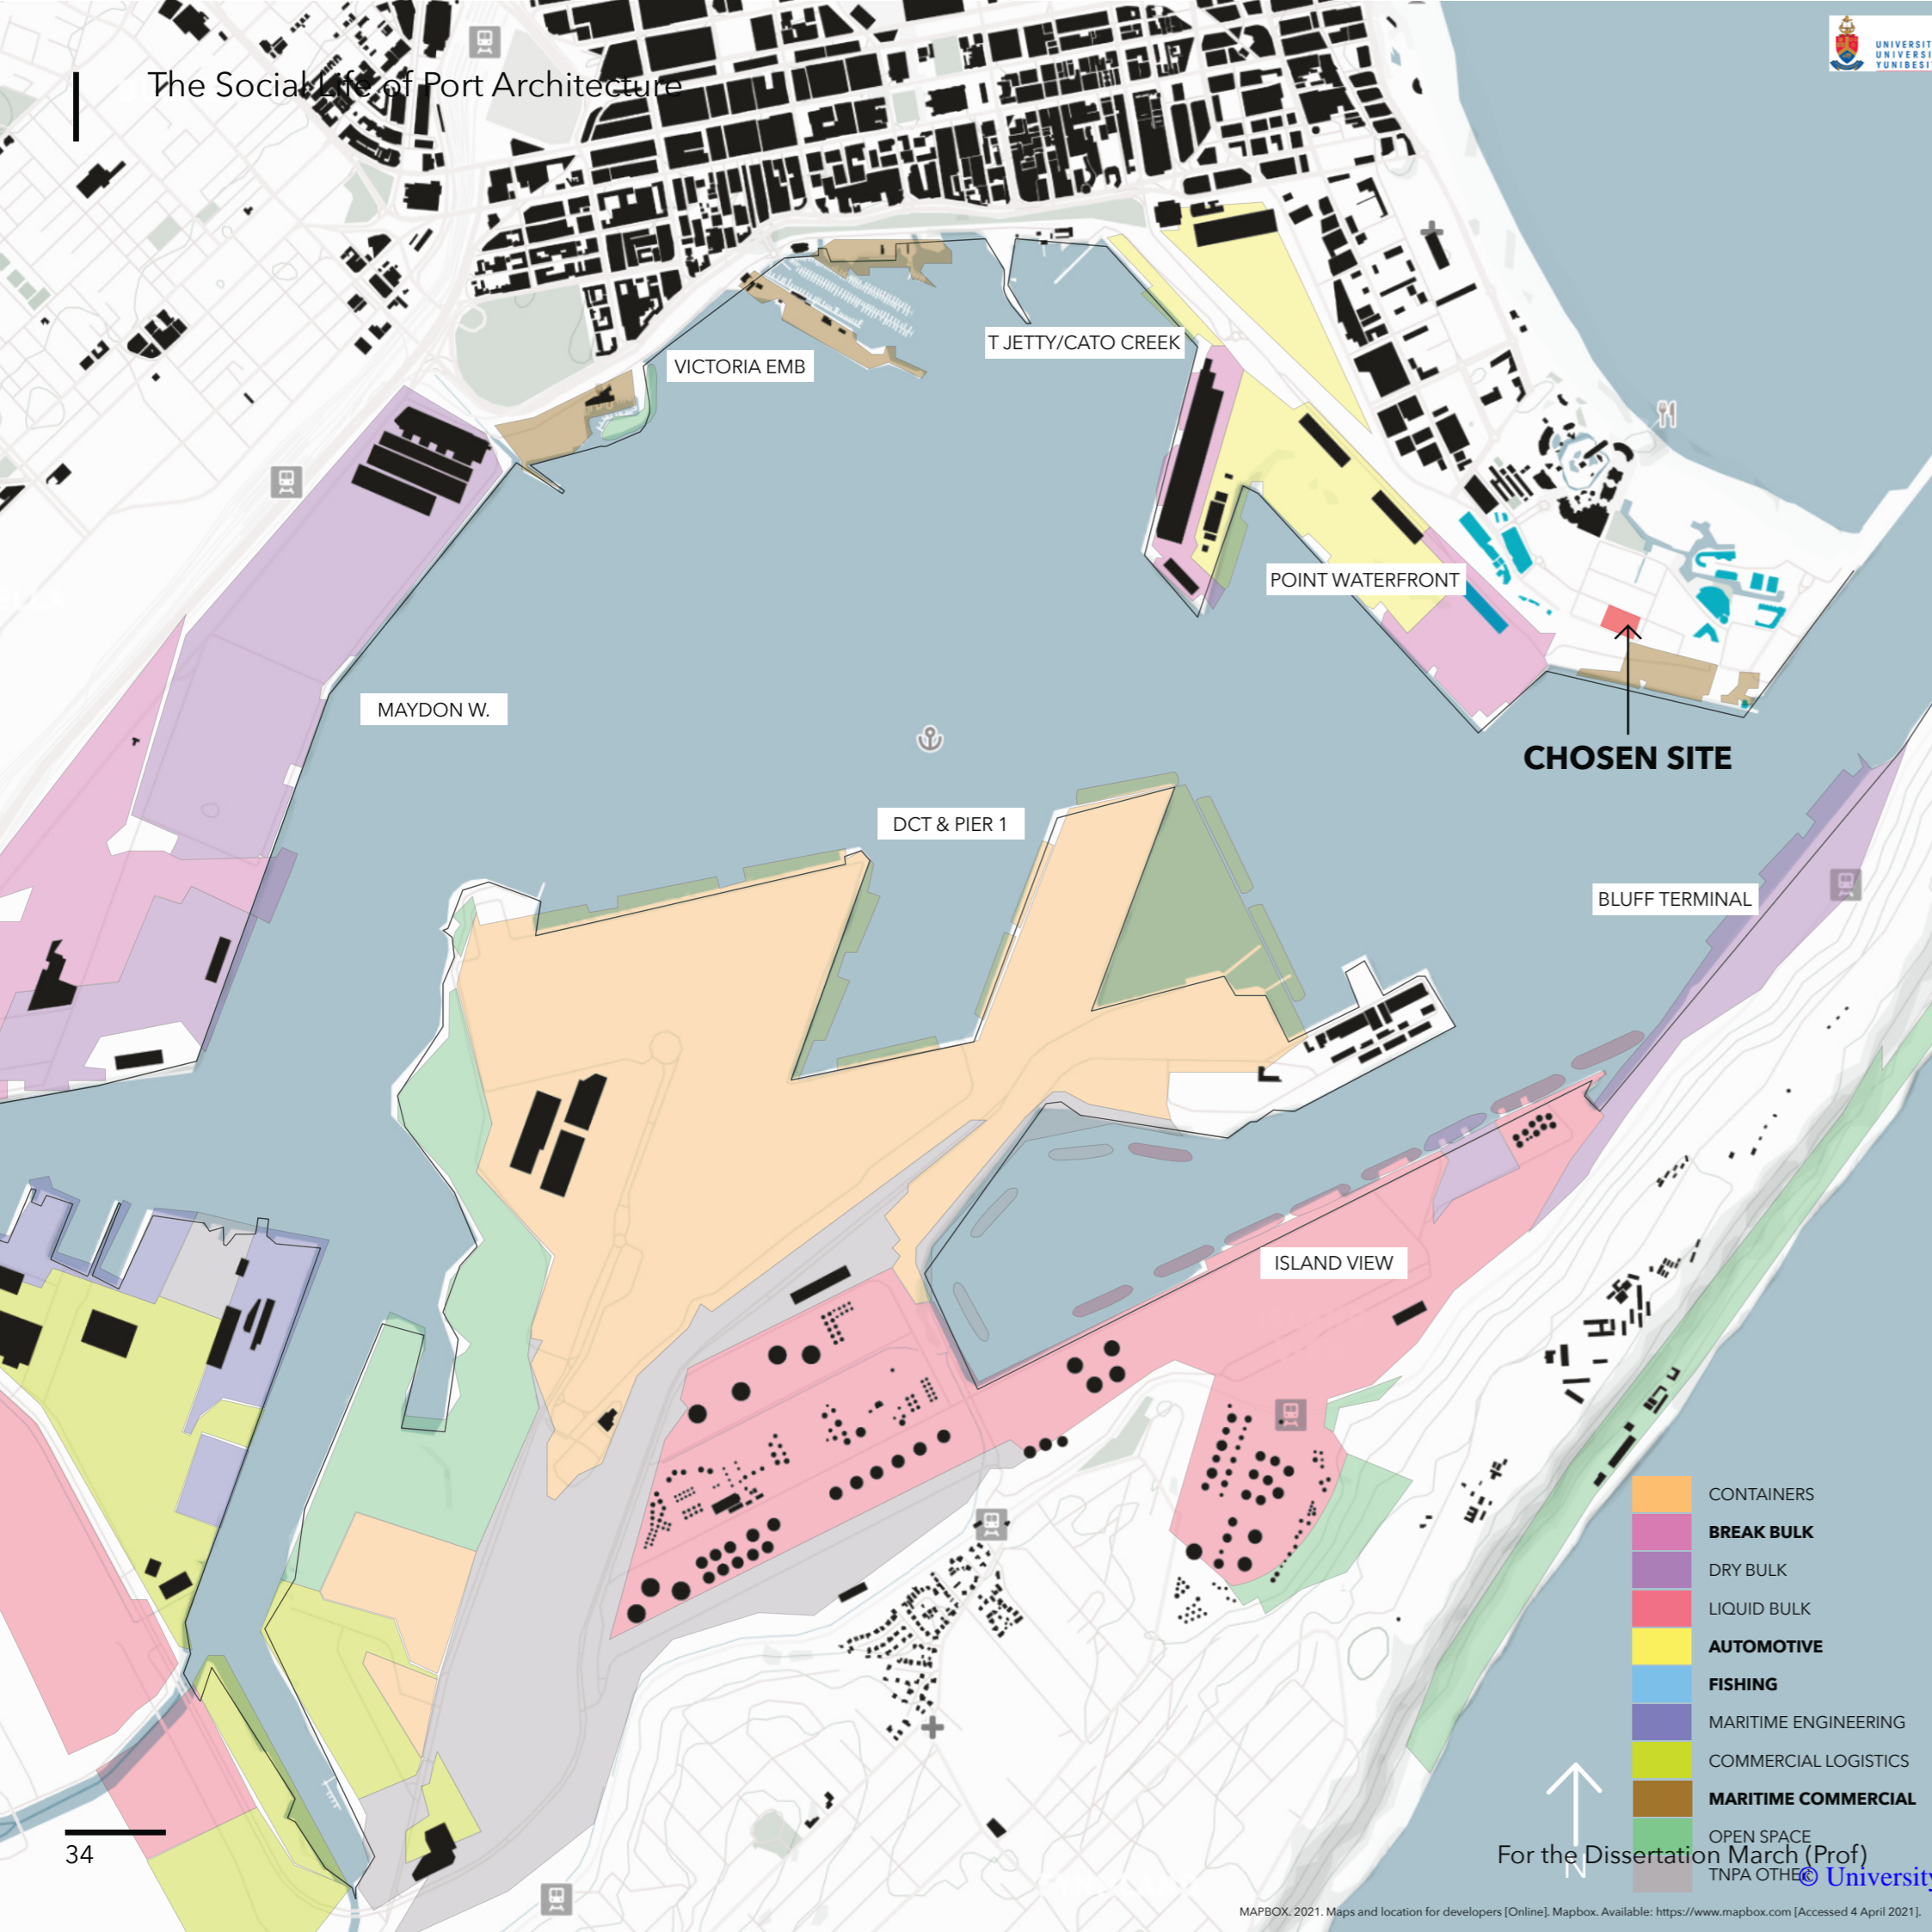 The Social Life of Port Architecture
VICTORIA EMB
T JETTY/CATO CREEK
POINT WATERFRONT
MAYDON W.
CHOSEN SITE
DCT & PIER 1
BLUFF TERMINAL
ISLAND VIEW
CONTAINERS
BREAK BULK
DRY BULK
LIQUID BULK
AUTOMOTIVE
FISHING
MARITIME ENGINEERING
COMMERCIAL LOGISTICS
MARITIME COMMERCIAL
OPEN SPACE
TNPA OTHER
N
34
For the Dissertation March (Prof)
© University
MAPBOX. 2021. Maps and location for developers [Online]. Mapbox. Available: https://www.mapbox.com [Accessed 4 April 2021].